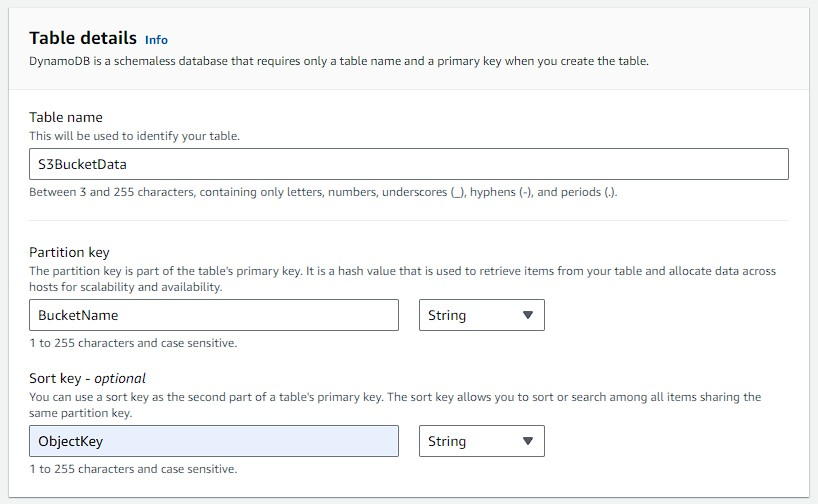 Table details Info
DynamoDB is a schemaless database that requires only a table name and a primary key when you create the table.
Table name
This will be used to identify your table.
S3BucketData
Between 3 and 255 characters, containing only letters, numbers, underscores (_), hyphens (-), and periods (.).
Partition key
The partition key is part of the table's primary key. It is a hash value that is used to retrieve items from your table and allocate data across
hosts for scalability and availability.
BucketName String
1 to 255 characters and case sensitive.
Sort key - optional
You can use a sort key as the second part of a table's primary key. The sort key allows you to sort or search among all items sharing the
same partition key.
ObjectKey String
1 to 255 characters and case sensitive.